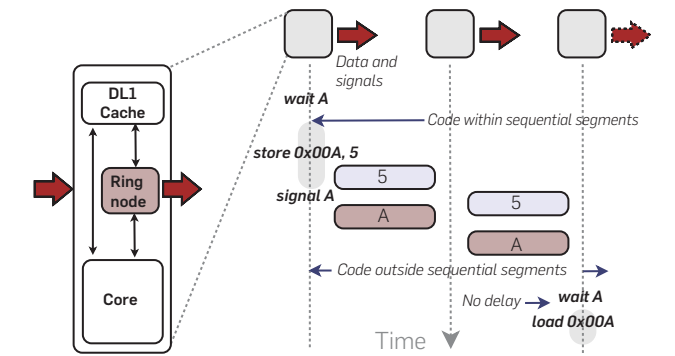 DL1
Cache
Ring
node
Core
Data and
signals
wait A
Code within sequential segments
store 0x00A, 5
signal A
5
A
5
A
Code outside sequential segments
No delay
wait A
load 0x00A
Time